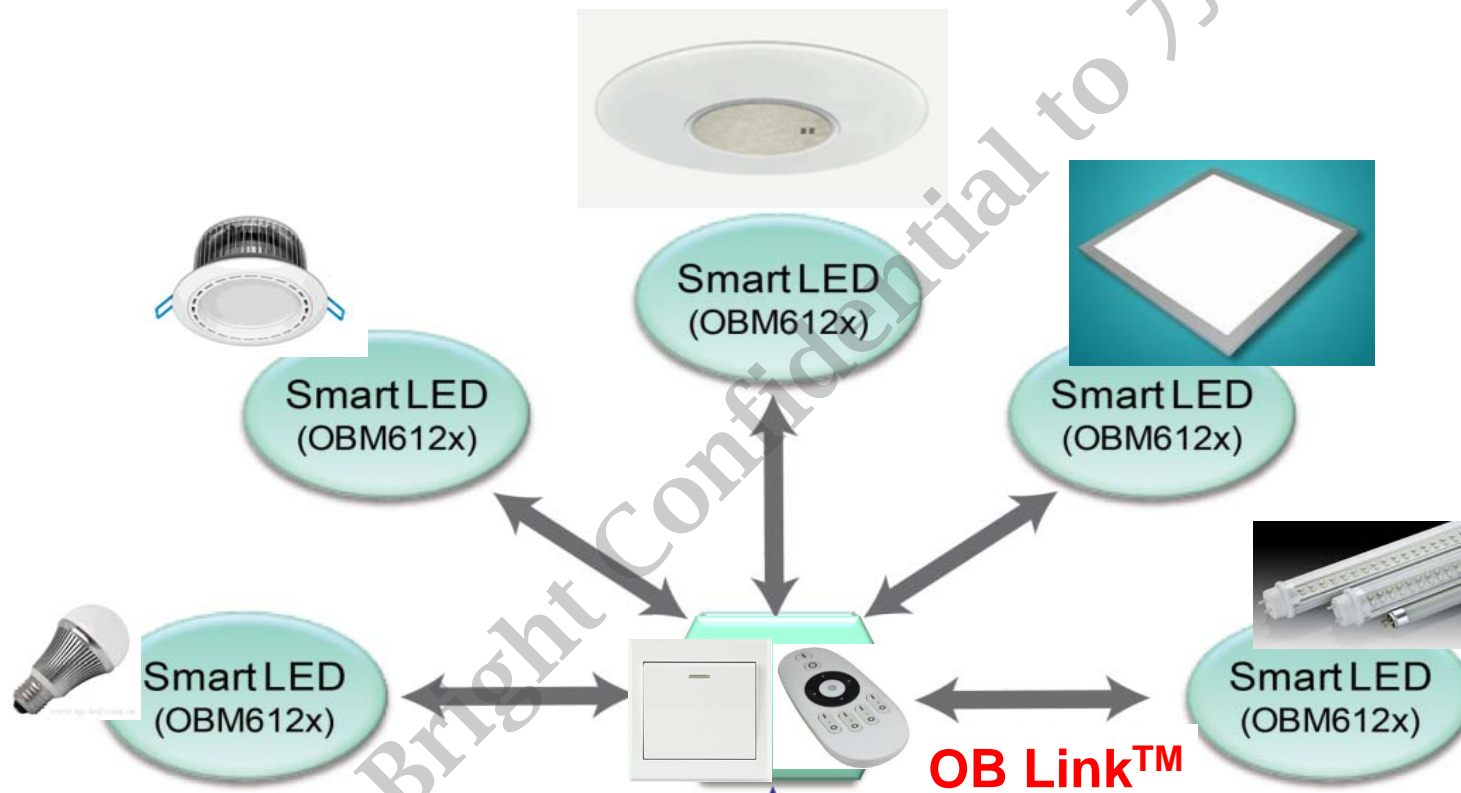 Smart LED
(OBM612x)
Smart LED
(OBM612x)
Smart LED
(OBM612x)
Smart LED
(OBM612x)
Smart LED
(OBM612x)
OB Link™
Bright Confidential to